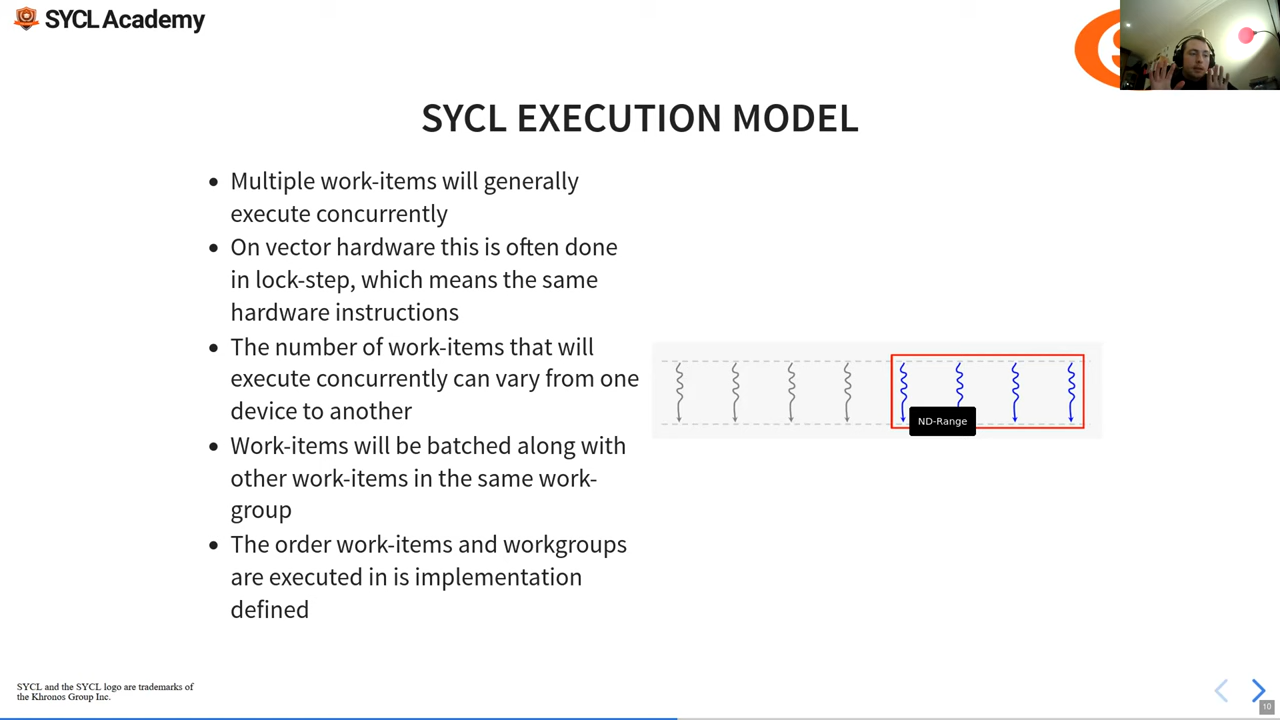 SYCL Academy
SYCL EXECUTION MODEL
• Multiple work-items will generally
execute concurrently
• On vector hardware this is often done
in lock-step, which means the same
hardware instructions
• The number of work-items that will
execute concurrently can vary from one
device to another
• Work-items will be batched along with
other work-items in the same work-
group
• The order work-items and workgroups
are executed in is implementation
defined
ND-Range
SYCL and the SYCL logo are trademarks of
the Khronos Group Inc.
10